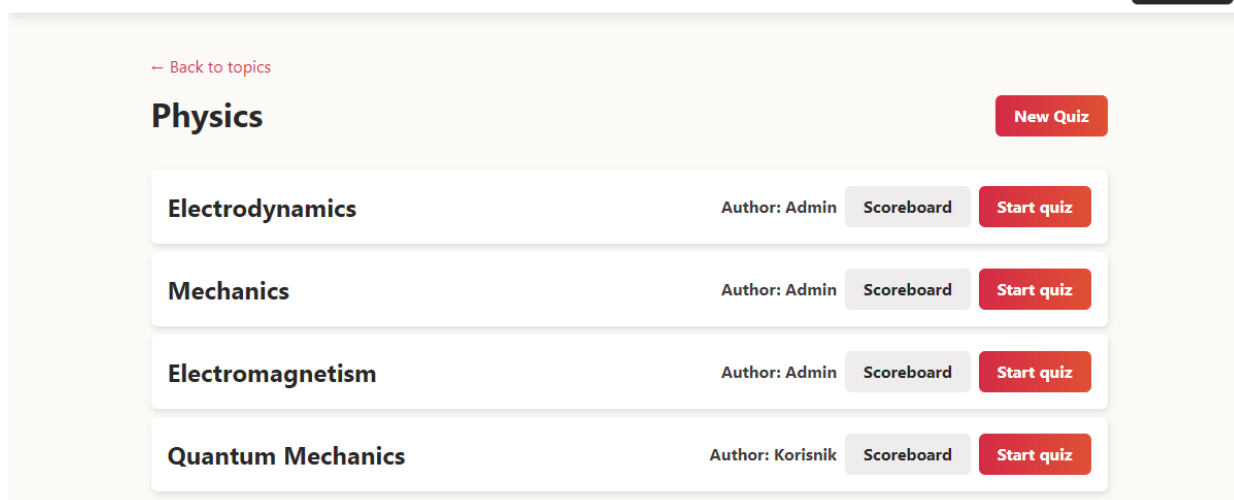 ← Back to topics
Physics New Quiz
Electrodynamics Author: Admin Scoreboard Start quiz
Mechanics Author: Admin Scoreboard Start quiz
Electromagnetism Author: Admin Scoreboard Start quiz
Quantum Mechanics Author: Korisnik Scoreboard Start quiz